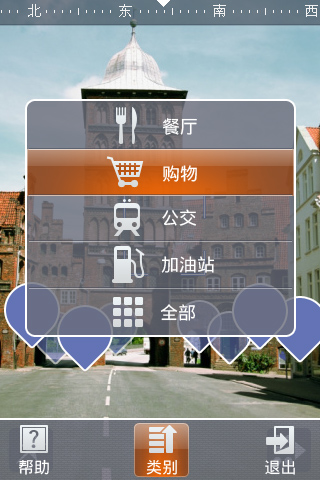 北 东 南 西
餐厅
购物
公交
加油站
全部
帮助 类别 退出